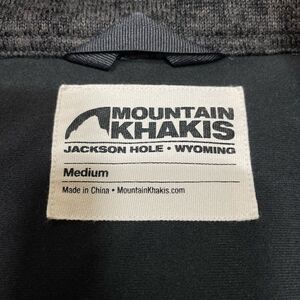 MOUNTAIN
KHAKIS
JACKSON HOLE • WYOMING
Medium
Made in China • MountainKhakis.com